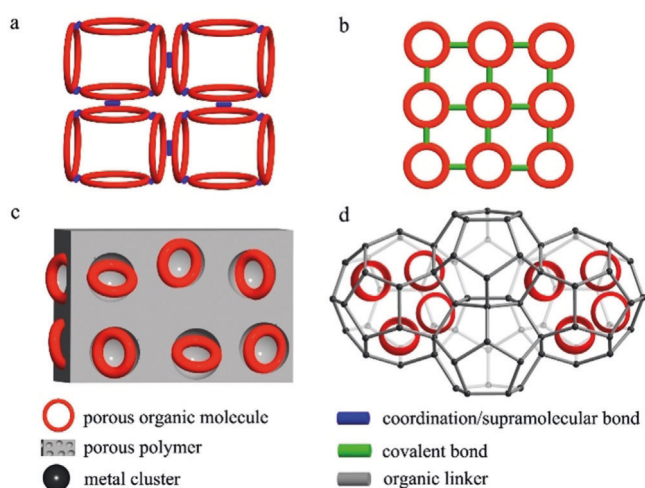 a
b
c
d
porous organic molecule
porous polymer
metal cluster
coordination/supramolecular bond
covalent bond
organic linker